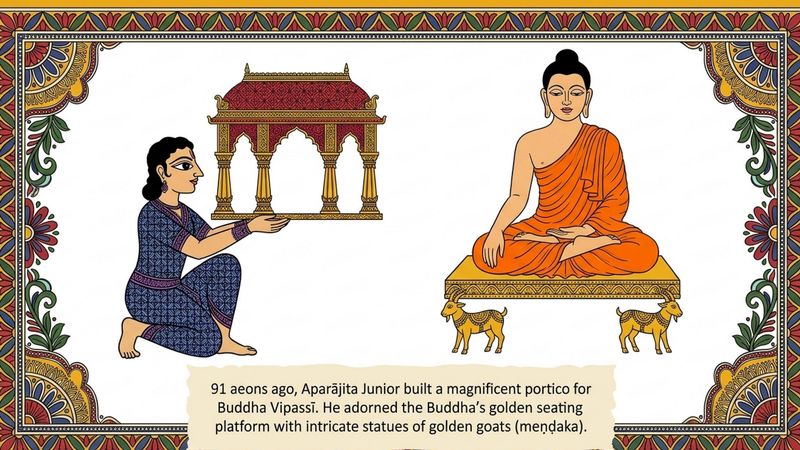 91 aeons ago, Aparājita Junior built a magnificent portico for
Buddha Vipassī. He adorned the Buddha’s golden seating
platform with intricate statues of golden goats (meṇḍaka).